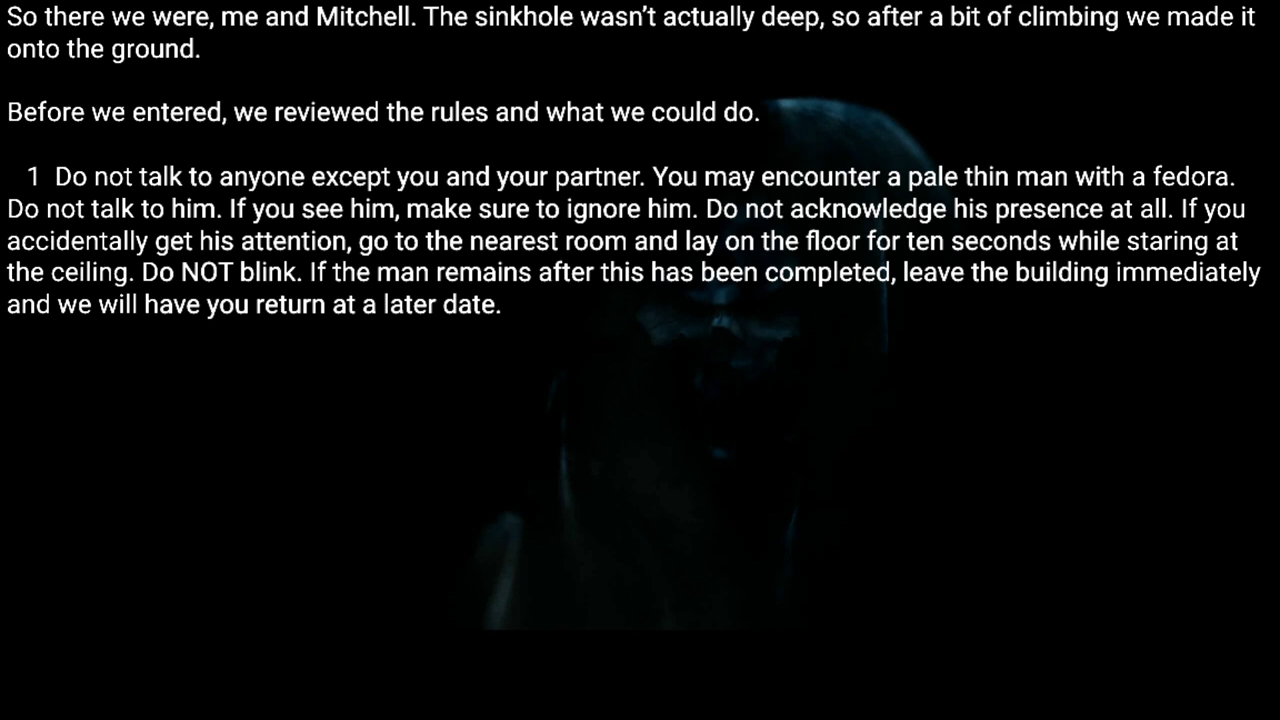 So there we were, me and Mitchell. The sinkhole wasn’t actually deep, so after a bit of climbing we made it
onto the ground.
Before we entered, we reviewed the rules and what we could do.
1 Do not talk to anyone except you and your partner. You may encounter a pale thin man with a fedora.
Do not talk to him. If you see him, make sure to ignore him. Do not acknowledge his presence at all. If you
accidentally get his attention, go to the nearest room and lay on the floor for ten seconds while staring at
the ceiling. Do NOT blink. If the man remains after this has been completed, leave the building immediately
and we will have you return at a later date.